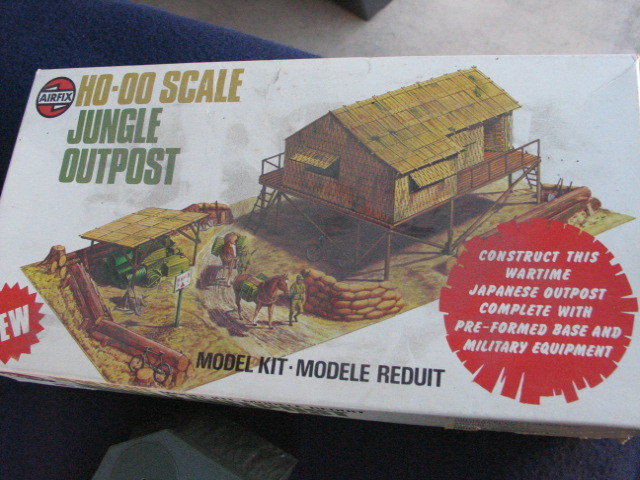 AIRFIX
HO-OO SCALE
JUNGLE
OUTPOST
CONSTRUCT THIS
WARTIME
JAPANESE OUTPOST
COMPLETE WITH
PRE-FORMED BASE AND
MILITARY EQUIPMENT
EW
MODEL KIT·MODELE REDUIT